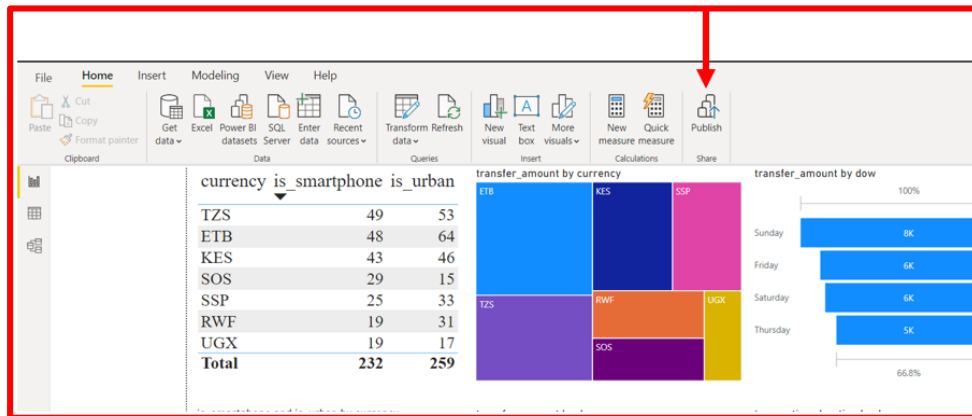 File Home Insert Modeling View Help
Paste
Cut
Copy
Format painter
Get data
Excel
Power BI datasets
SQL Server
Enter data
Recent sources
Transform data
Refresh
New visual
Text box
More visuals
New measure
Quick measure
Publish
Clipboard Data Queries Insert Calculations Share
currency is_smartphone is_urban
TZS 49 53
ETB 48 64
KES 43 46
SOS 29 15
SSP 25 33
RWF 19 31
UGX 19 17
Total 232 259
transfer_amount by currency
ETB
KES
SSP
TZS
RWF
UGX
SOS
transfer_amount by dow
100%
Sunday 8K
Friday 6K
Saturday 6K
Thursday 5K
66.8%